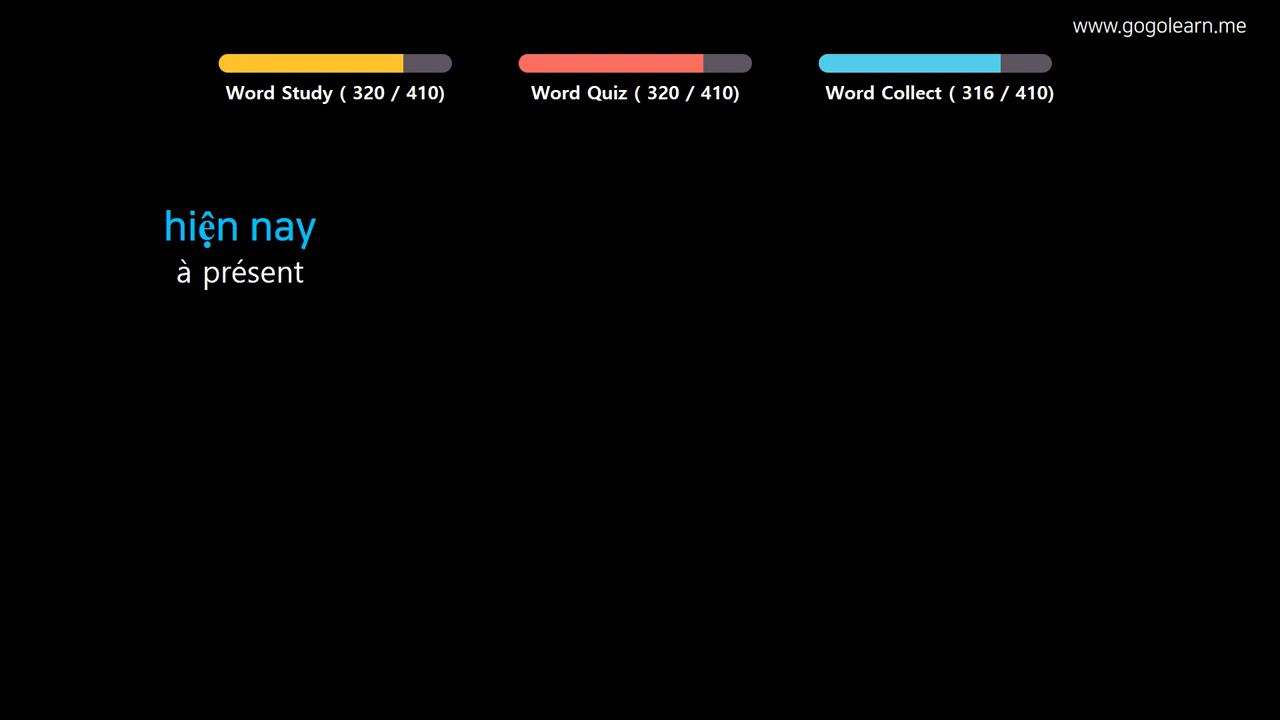 www.gogolearn.me
Word Study ( 320 / 410)
Word Quiz ( 320 / 410)
Word Collect ( 316 / 410)
hiện nay
à présent